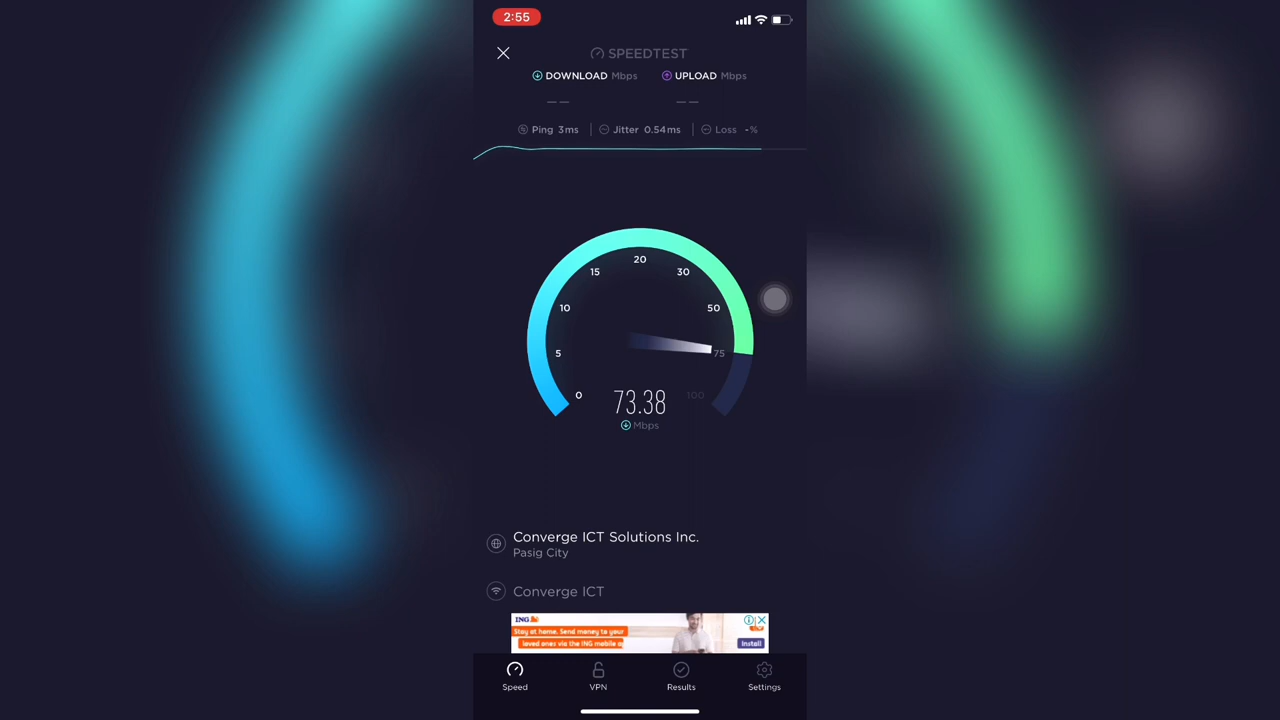 2:55
SPEEDTEST
DOWNLOAD Mbps UPLOAD Mbps
— — — —
Ping 3ms Jitter 0.54ms Loss -%
0
5
10
15
20
30
50
75
100
73.38
Mbps
Converge ICT Solutions Inc.
Pasig City
Converge ICT
ING
Stay at home. Send money to your
loved ones via the ING mobile
Install
Speed VPN Results Settings